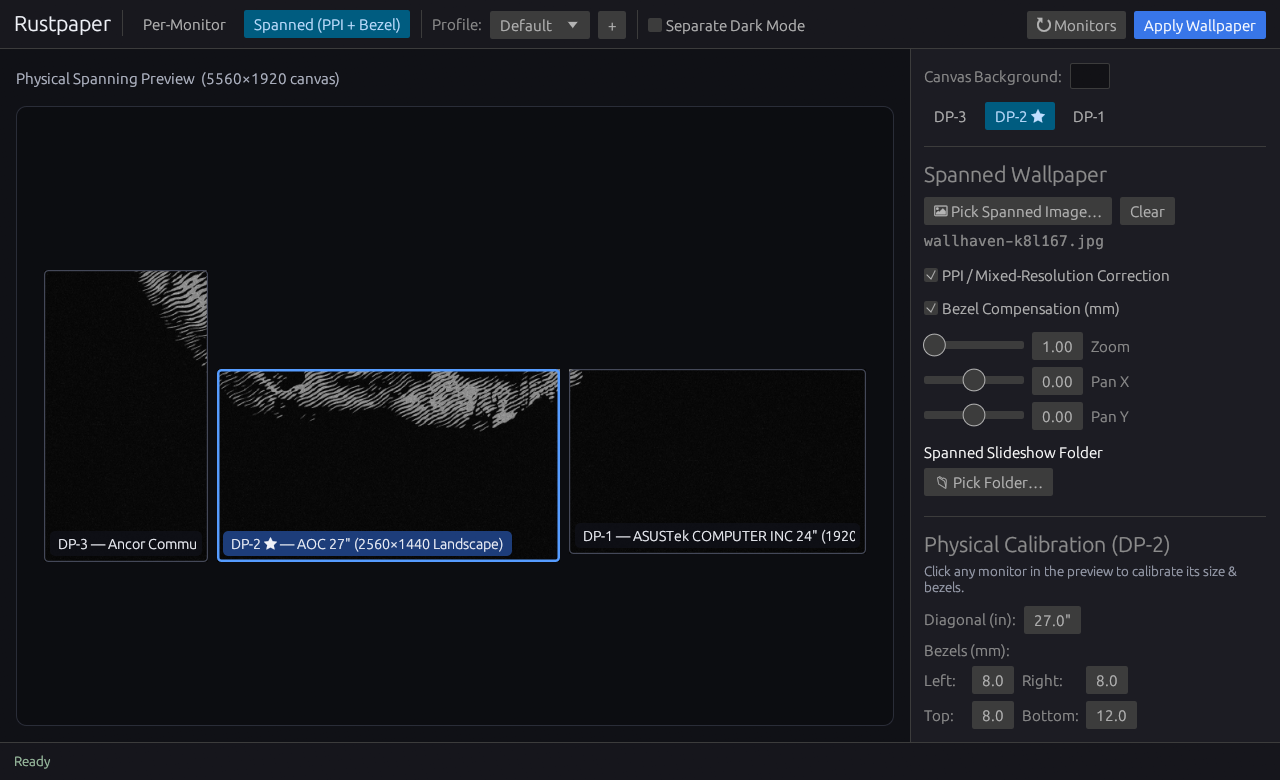 Rustpaper Per-Monitor Spanned (PPI + Bezel) Profile: Default + Separate Dark Mode Monitors Apply Wallpaper
Physical Spanning Preview (5560×1920 canvas)
DP-3 — Ancor Commu
DP-2 ★ — AOC 27" (2560×1440 Landscape)
DP-1 — ASUSTek COMPUTER INC 24" (1920
Canvas Background:
DP-3 DP-2 ★ DP-1
Spanned Wallpaper
Pick Spanned Image... Clear
wallhaven-k8l167.jpg
PPI / Mixed-Resolution Correction
Bezel Compensation (mm)
1.00 Zoom
0.00 Pan X
0.00 Pan Y
Spanned Slideshow Folder
Pick Folder...
Physical Calibration (DP-2)
Click any monitor in the preview to calibrate its size &
bezels.
Diagonal (in): 27.0"
Bezels (mm):
Left: 8.0 Right: 8.0
Top: 8.0 Bottom: 12.0
Ready